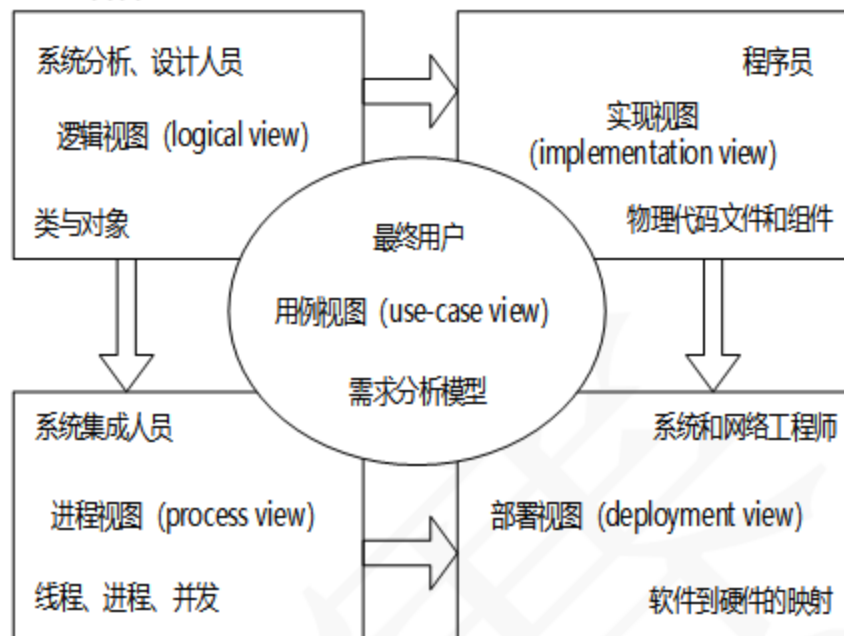 系统分析、设计人员
逻辑视图 (logical view)
类与对象
程序员
实现视图
(implementation view)
物理代码文件和组件
最终用户
用例视图 (use-case view)
需求分析模型
系统集成人员
进程视图 (process view)
线程、进程、并发
系统和网络工程师
部署视图 (deployment view)
软件到硬件的映射